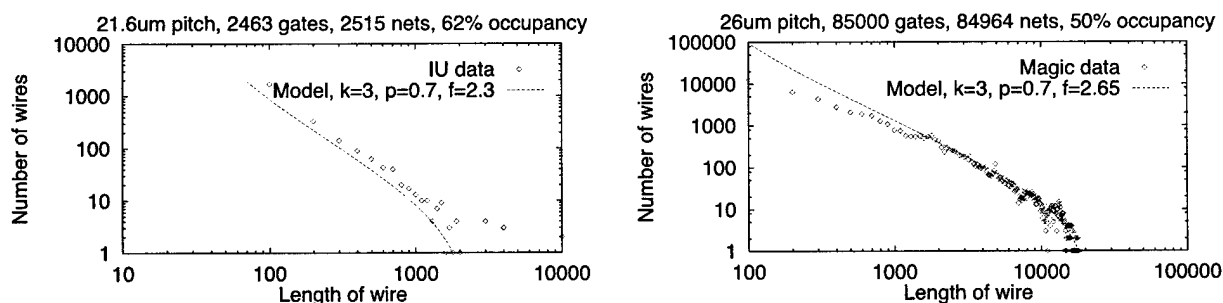 21.6um pitch, 2463 gates, 2515 nets, 62% occupancy
10000
1000
100
10
1
Number of wires
IU data
Model, k=3, p=0.7, f=2.3
10
100
1000
10000
Length of wire
26um pitch, 85000 gates, 84964 nets, 50% occupancy
100000
10000
1000
100
10
1
Number of wires
Magic data
Model, k=3, p=0.7, f=2.65
100
1000
10000
100000
Length of wire